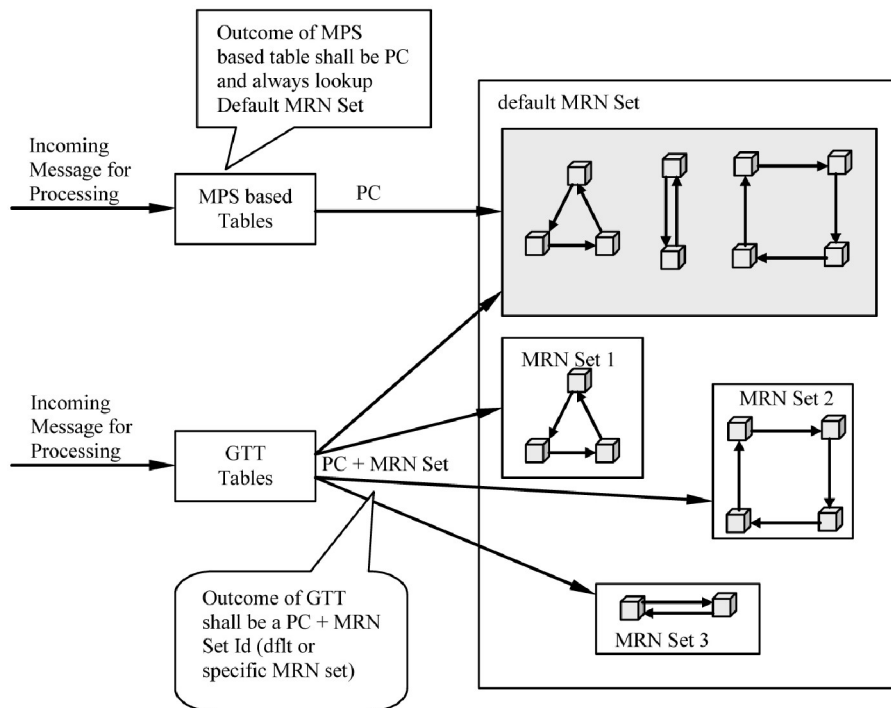 Outcome of MPS
based table shall be PC
and always lookup
Default MRN Set
default MRN Set
Incoming
Message for
Processing
MPS based
Tables
PC
MRN Set 1
MRN Set 2
Incoming
Message for
Processing
GTT
Tables
PC + MRN Set
Outcome of GTT
shall be a PC + MRN
Set Id (dflt or
specific MRN set)
MRN Set 3